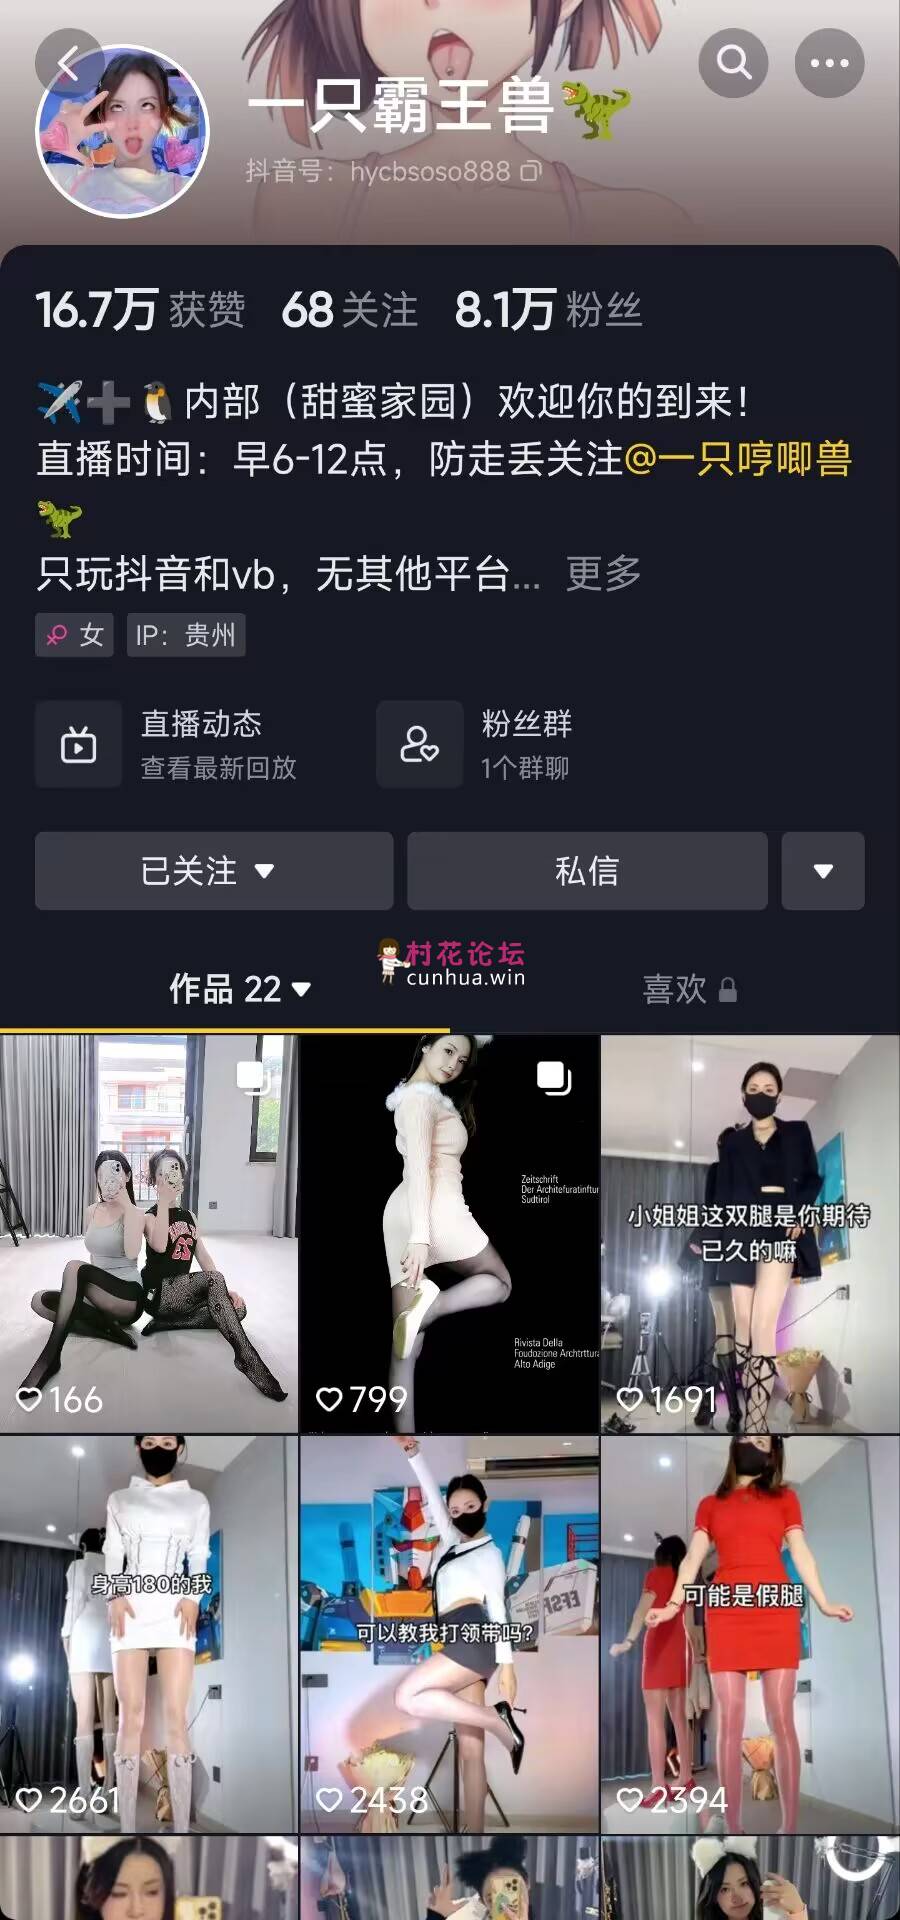 一只霸王兽🦖
抖音号：hycbsoso888
16.7万 获赞 68 关注 8.1万 粉丝
✈️➕🐧内部（甜蜜家园）欢迎你的到来！
直播时间：早6-12点，防走丢关注@一只哼唧兽
🦖
只玩抖音和vb，无其他平台... 更多
女 IP：贵州
直播动态
查看最新回放
粉丝群
1个群聊
已关注 私信
村花论坛
cunhua.win
作品 22 喜欢
Zeitschrift
Der Architefuratinftur
Sudtirol
小姐姐这双腿是你期待
已久的嘛
Rivista Della
Foudozione Archtrttura
Alto Adige
166 799 1691
身高180的我
可以教我打领带吗？
可能是假腿
EFSF
2661 2438 2394